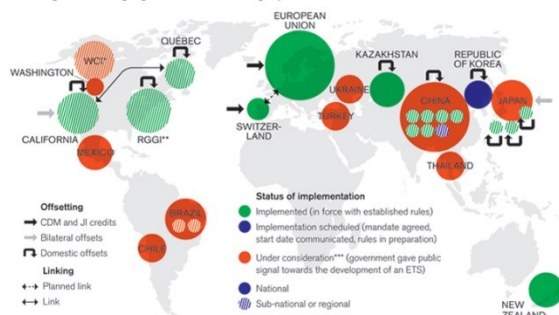 EUROPEAN
UNION
QUÉBEC
KAZAKHSTAN
REPUBLIC
OF KOREA
WCI*
WASHINGTON
UKRAINE
CHINA
JAPAN
TURKEY
SWITZER-
LAND
CALIFORNIA
RGGI**
MEXICO
THAILAND
BRAZIL
CHILE
NEW
ZEALAND
Offsetting
CDM and JI credits
Bilateral offsets
Domestic offsets
Linking
Planned link
Link
Status of implementation
Implemented (in force with established rules)
Implementation scheduled (mandate agreed,
start date communicated, rules in preparation)
Under consideration*** (government gave public
signal towards the development of an ETS)
National
Sub-national or regional